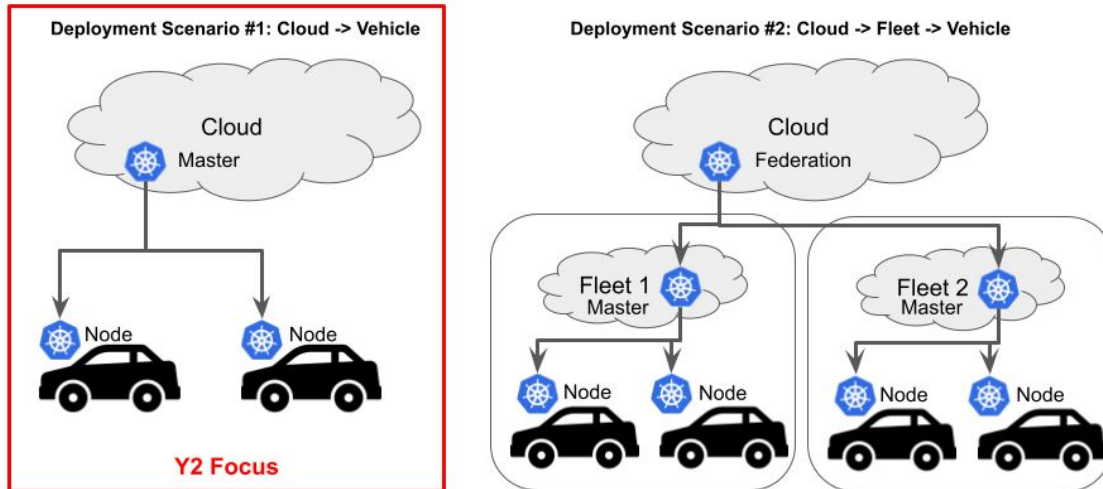 Deployment Scenario #1: Cloud -> Vehicle
Cloud
Master
Node
Node
Y2 Focus
Deployment Scenario #2: Cloud -> Fleet -> Vehicle
Cloud
Federation
Fleet 1
Master
Fleet 2
Master
Node
Node
Node
Node